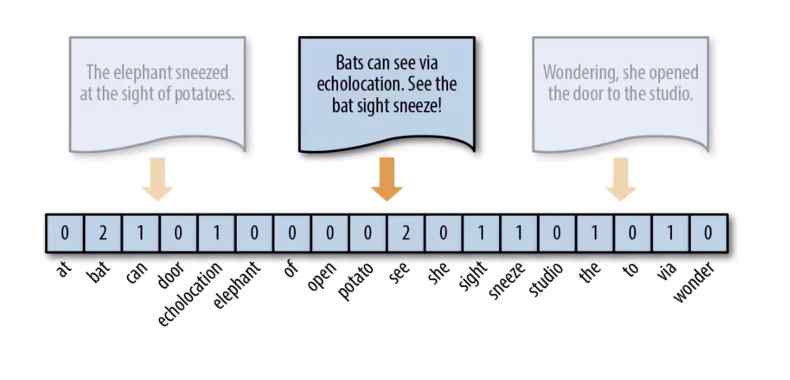 The elephant sneezed
at the sight of potatoes.
Bats can see via
echolocation. See the
bat sight sneeze!
Wondering, she opened
the door to the studio.
0 2 1 0 1 0 0 0 0 2 0 1 1 0 1 0 1 0
at
bat
can
door
echolocation
elephant
of
open
potato
see
she
sight
sneeze
studio
the
to
via
wonder